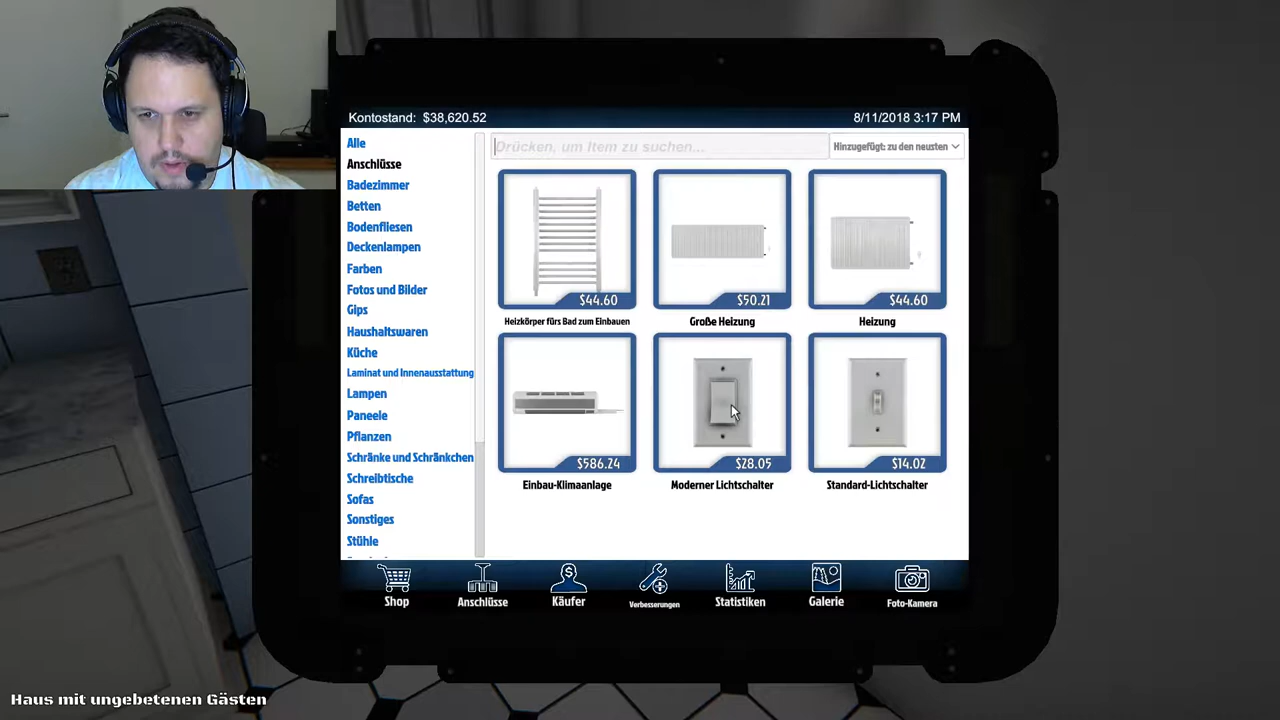 Kontostand: $38,620.52
8/11/2018 3:17 PM
Alle
Anschlüsse
Badezimmer
Betten
Bodenfliesen
Deckenlampen
Farben
Fotos und Bilder
Gips
Haushaltswaren
Küche
Laminat und Innenausstattung
Lampen
Paneele
Pflanzen
Schränke und Schränkchen
Schreibtische
Sofas
Sonstiges
Stühle
Drücken, um Item zu suchen...
Hinzugefügt: zu den neusten
$44.60
$50.21
$44.60
Heizkörper fürs Bad zum Einbauen
Große Heizung
Heizung
$586.24
$28.05
$14.02
Einbau-Klimaanlage
Moderner Lichtschalter
Standard-Lichtschalter
Shop
Anschlüsse
Käufer
Verbesserungen
Statistiken
Galerie
Foto-Kamera
Haus mit ungebetenen Gästen